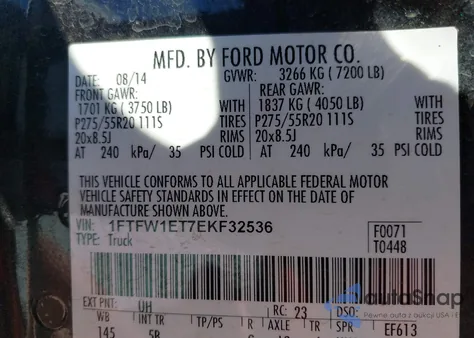 MFD. BY FORD MOTOR CO.
DATE: 08/14 GVWR: 3266 KG ( 7200 LB)
FRONT GAWR: REAR GAWR:
1701 KG ( 3750 LB) WITH 1837 KG ( 4050 LB) WITH
P275/55R20 111S TIRES P275/55R20 111S TIRES
20x8.5J RIMS 20x8.5J RIMS
AT 240 kPa/ 35 PSI COLD AT 240 kPa/ 35 PSI COLD
THIS VEHICLE CONFORMS TO ALL APPLICABLE FEDERAL MOTOR
VEHICLE SAFETY STANDARDS IN EFFECT ON THE DATE OF
MANUFACTURE SHOWN ABOVE.
VIN: 1FTFW1ET7EKF32536 F0071
TYPE: Truck T0448
EXT PNT: UH RC: 23 DSO:
WB INT TR TP/PS R AXLE TR SPR EF613
145 5B
autoSnap
Pewne auta z USA i